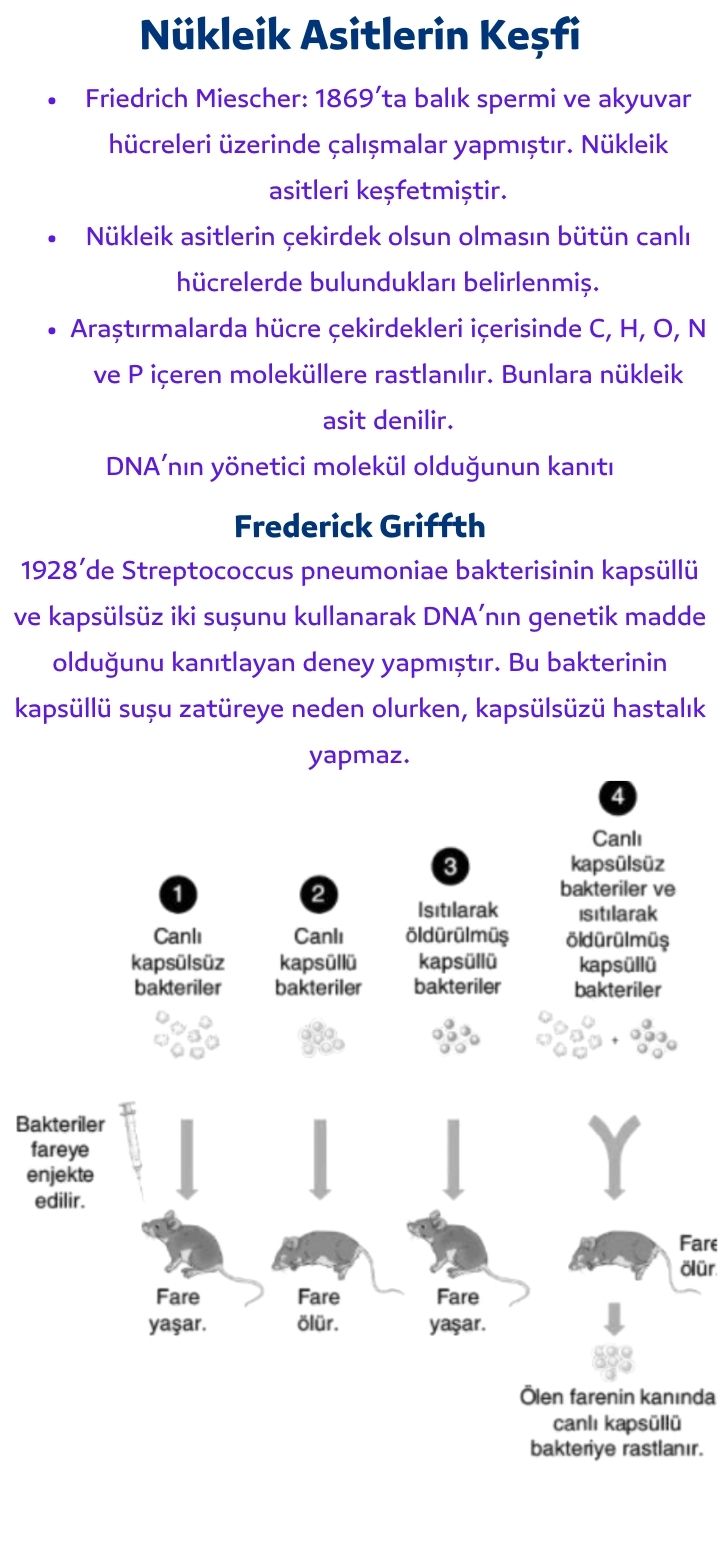 Nükleik Asitlerin Keşfi
• Friedrich Miescher: 1869’ta balık spermi ve akyuvar
hücreleri üzerinde çalışmalar yapmıştır. Nükleik
asitleri keşfetmiştir.
• Nükleik asitlerin çekirdek olsun olmasın bütün canlı
hücrelerde bulundukları belirlenmiş.
• Araştırmalarda hücre çekirdekleri içerisinde C, H, O, N
ve P içeren moleküllere rastlanılır. Bunlara nükleik
asit denilir.
DNA’nın yönetici molekül olduğunun kanıtı
Frederick Griffth
1928’de Streptococcus pneumoniae bakterisinin kapsüllü
ve kapsülsüz iki suşunu kullanarak DNA’nın genetik madde
olduğunu kanıtlayan deney yapmıştır. Bu bakterinin
kapsüllü suşu zatüreye neden olurken, kapsülsüzü hastalık
yapmaz.
1
Canlı
kapsülsüz
bakteriler
2
Canlı
kapsüllü
bakteriler
3
Isıtılarak
öldürülmüş
kapsüllü
bakteriler
4
Canlı
kapsülsüz
bakteriler ve
ısıtılarak
öldürülmüş
kapsüllü
bakteriler
+
Bakteriler
fareye
enjekte
edilir.
Fare
yaşar.
Fare
ölür.
Fare
yaşar.
Fare
ölür.
Ölen farenin kanında
canlı kapsüllü
bakteriye rastlanır.